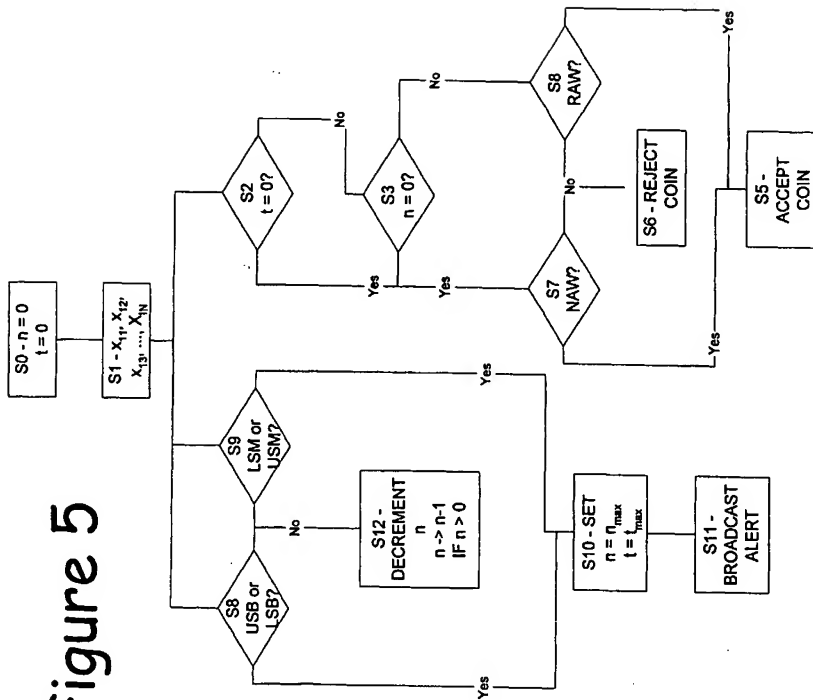 Figure 5
S0 - n = 0
t = 0
S1 - X11, X12,
X13, ..., X1N
S8
USB or
LSB?
S9
LSM or
USM?
S2
t = 0?
No
S3
n = 0?
Yes
Yes
No
No
S12 -
DECREMENT
n
n -> n-1
IF n > 0
S7
NAW?
No
S8
RAW?
S6 - REJECT
COIN
Yes
Yes
Yes
Yes
S10 - SET
n = nmax
t = tmax
S5 -
ACCEPT
COIN
S11 -
BROADCAST
ALERT